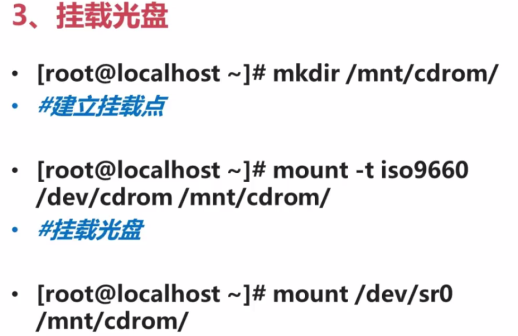 3、挂载光盘
• [root@localhost ~]# mkdir /mnt/cdrom/
• #建立挂载点
• [root@localhost ~]# mount -t iso9660
/dev/cdrom /mnt/cdrom/
• #挂载光盘
• [root@localhost ~]# mount /dev/sr0
/mnt/cdrom/